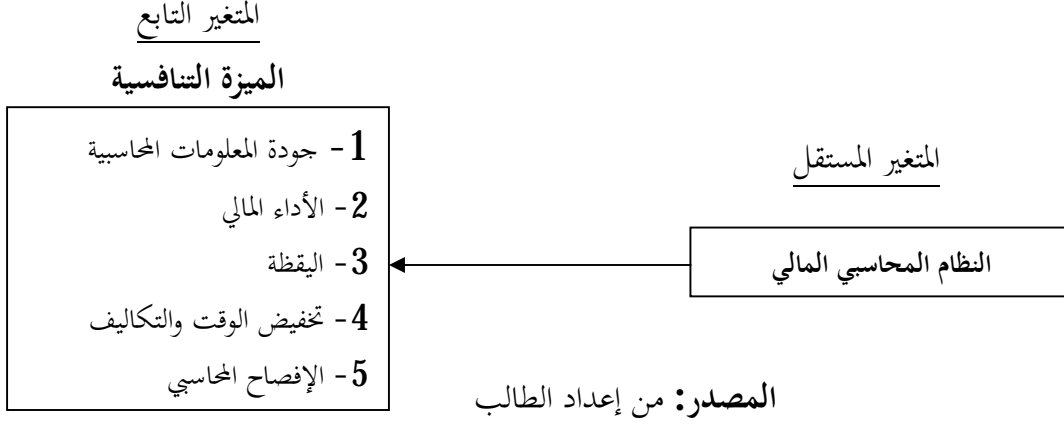 المتغير التابع
الميزة التنافسية
1- جودة المعلومات المحاسبية
2- الأداء المالي
3- اليقظة
4- تخفيض الوقت والتكاليف
5- الإفصاح المحاسبي
المتغير المستقل
النظام المحاسبي المالي
المصدر: من إعداد الطالب